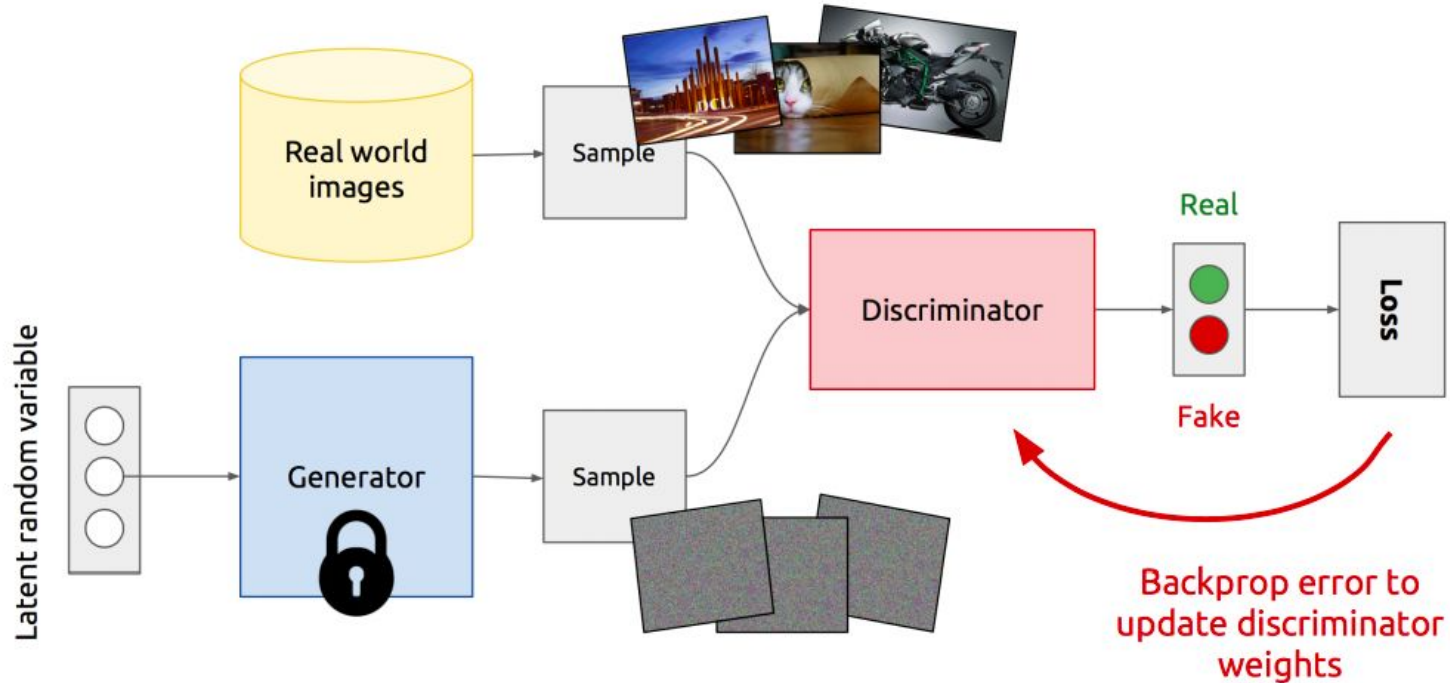 Real world
images
Sample
DCU
Real
Discriminator
Loss
Fake
Latent random variable
Generator
Sample
Backprop error to
update discriminator
weights